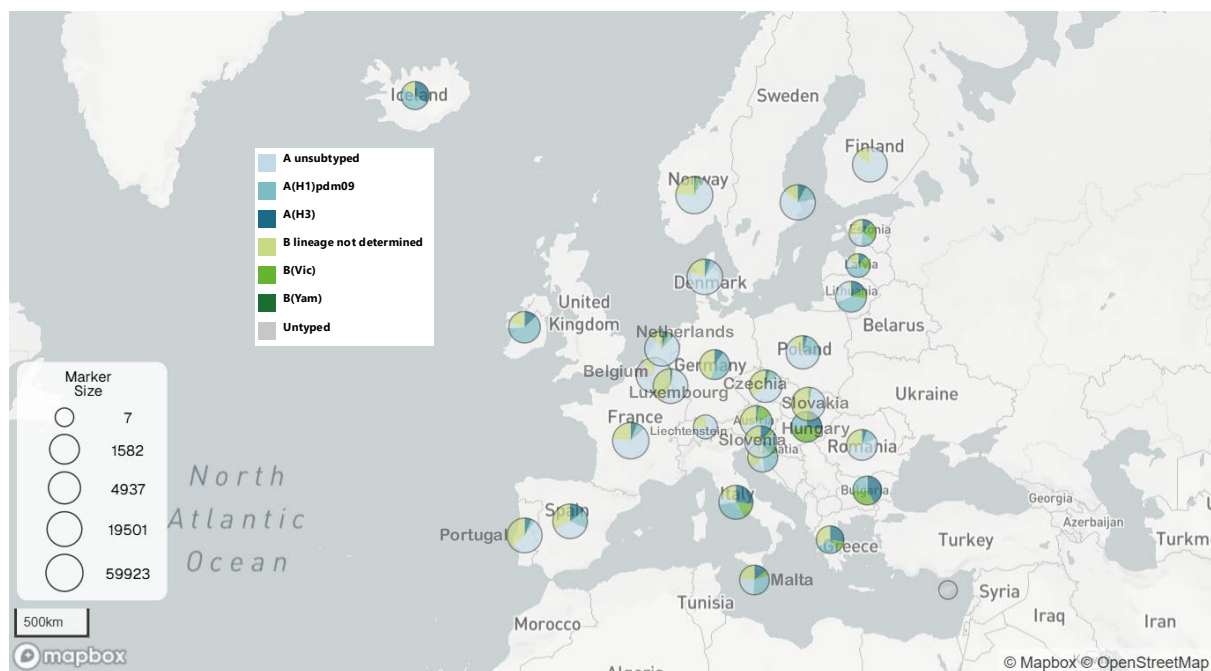 Sweden
Iceland
Finland
Norway
A unsubtyped
A(H1)pdm09
A(H3)
B lineage not determined
B(Vic)
B(Yam)
Untyped
Estonia
Latvia
Lithuania
Denmark
United
Kingdom
Belarus
Netherlands
Poland
Belgium
Germany
Luxembourg
Czechia
Ukraine
Slovakia
France
Liechtenstein
Austria
Hungary
Slovenia
atia
Romania
Marker
Size
7
1582
4937
19501
59923
North
Atlantic
Ocean
Italy
Bulgaria
Georgia
Azerbaijan
Spain
Portugal
Greece
Turkey
Turkm
Malta
Tunisia
Syria
Iraq
Iran
Morocco
500km
mapbox
© Mapbox © OpenStreetMap